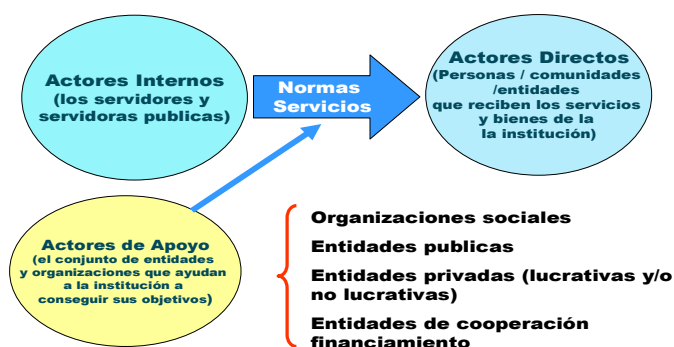 Actores Internos
(los servidores y
servidoras publicas)
Normas
Servicios
Actores Directos
(Personas / comunidades
/entidades
que reciben los servicios
y bienes de la
la institución)
Actores de Apoyo
(el conjunto de entidades
y organizaciones que ayudan
a la institución a
conseguir sus objetivos)
Organizaciones sociales
Entidades publicas
Entidades privadas (lucrativas y/o
no lucrativas)
Entidades de cooperación
financiamiento